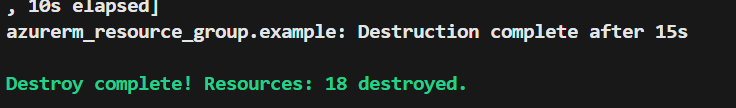 , 10s elapsed]
azurerm_resource_group.example: Destruction complete after 15s
Destroy complete! Resources: 18 destroyed.